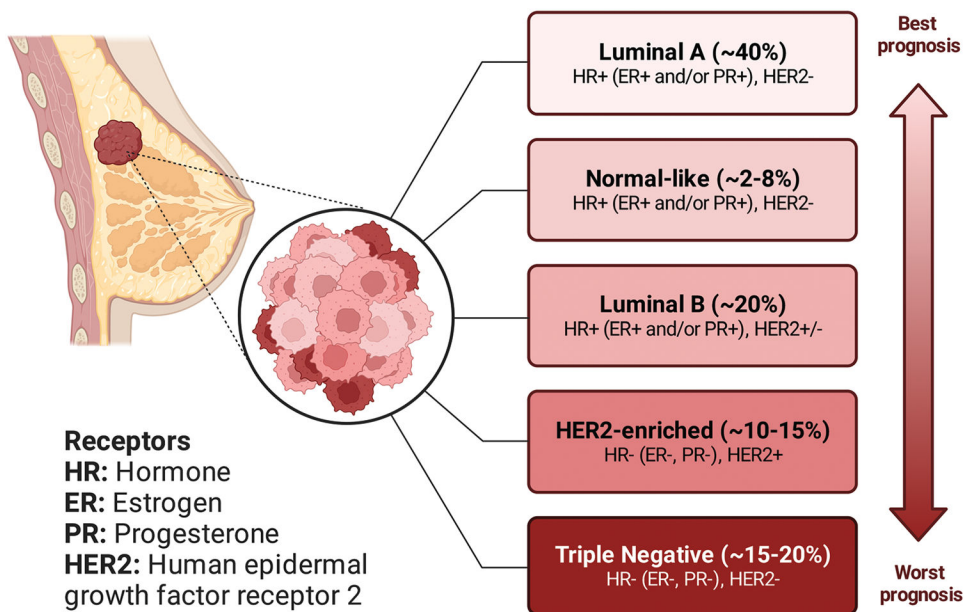 Luminal A (~40%)
HR+ (ER+ and/or PR+), HER2-
Normal-like (~2-8%)
HR+ (ER+ and/or PR+), HER2-
Luminal B (~20%)
HR+ (ER+ and/or PR+), HER2+/-
HER2-enriched (~10-15%)
HR- (ER-, PR-), HER2+
Triple Negative (~15-20%)
HR- (ER-, PR-), HER2-
Best
prognosis
Worst
prognosis
Receptors
HR: Hormone
ER: Estrogen
PR: Progesterone
HER2: Human epidermal
growth factor receptor 2